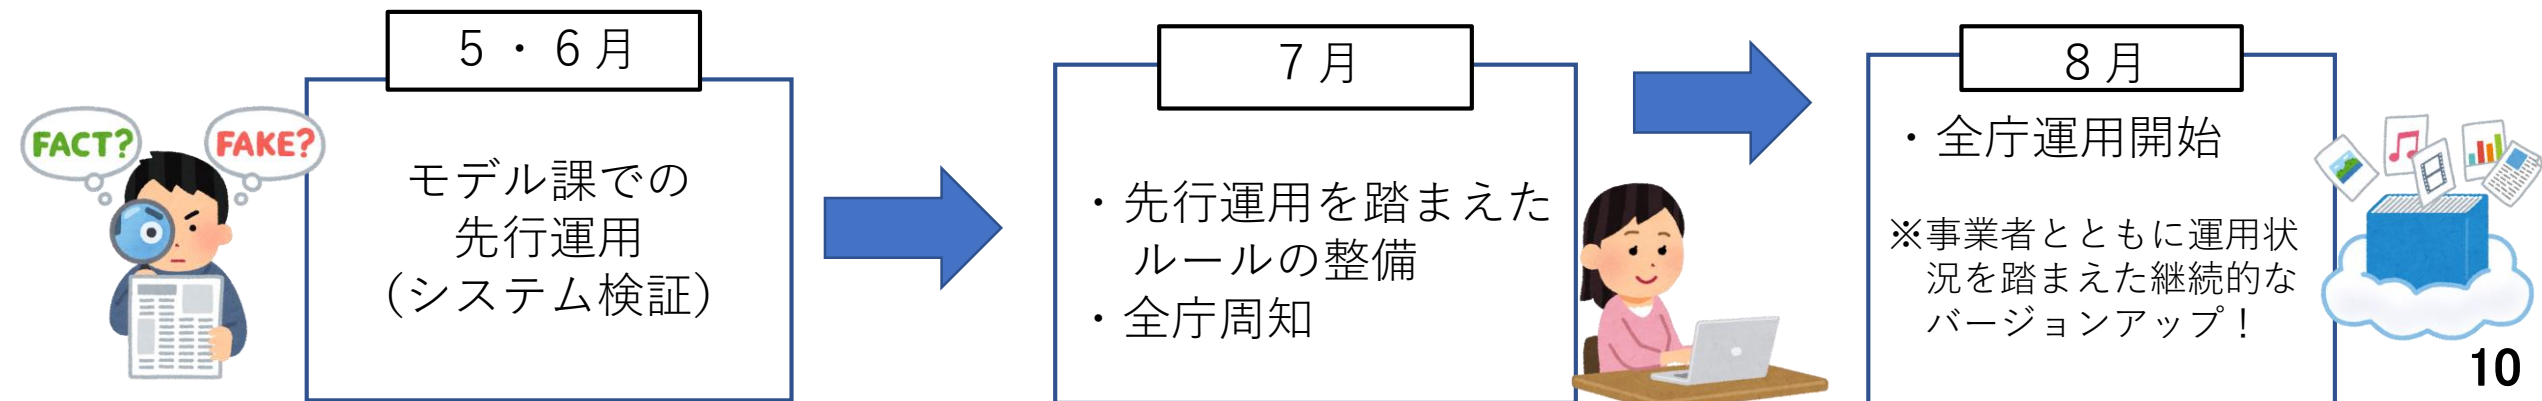 FACT?
FAKE?
5・6月
モデル課での
先行運用
（システム検証）
7月
・先行運用を踏まえた
ルールの整備
・全庁周知
8月
・全庁運用開始
※事業者とともに運用状
況を踏まえた継続的な
バージョンアップ！
10